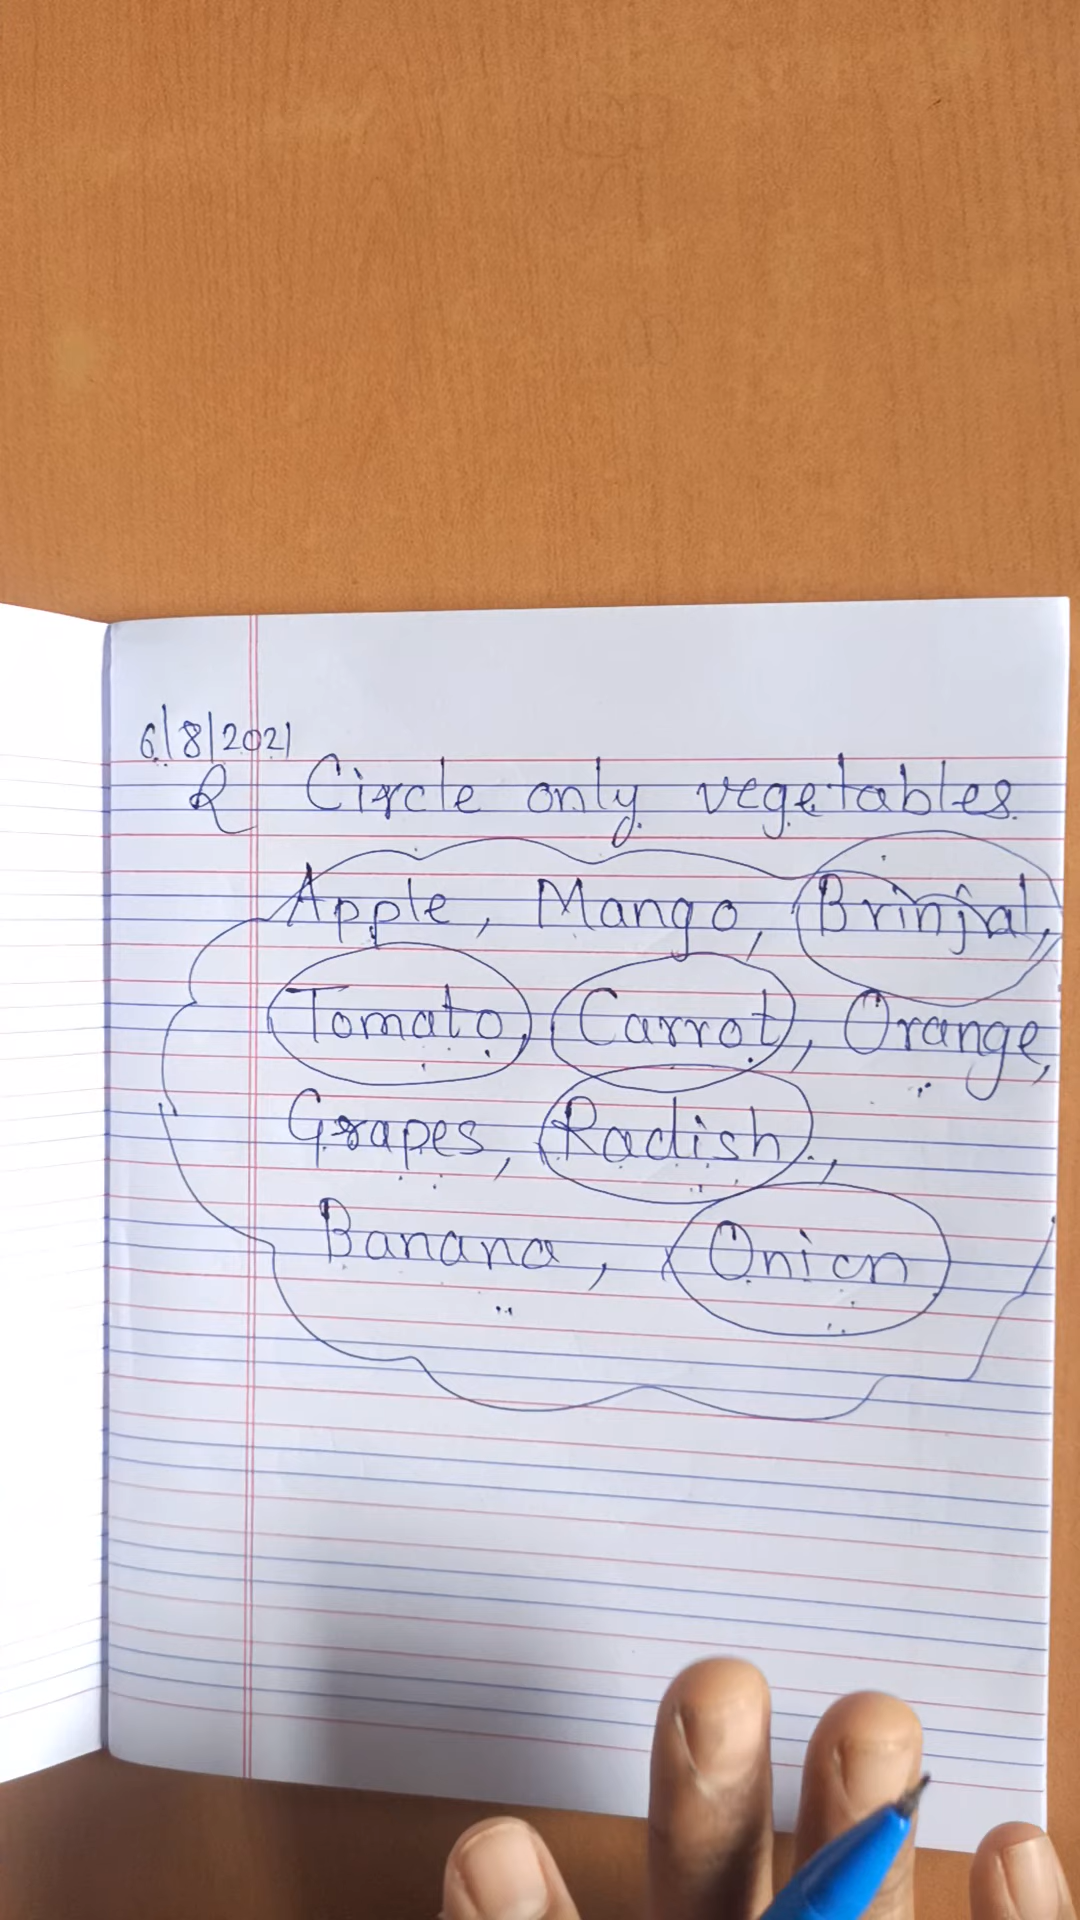 6/8/2021
Q Circle only vegetables.
Apple, Mango, Brinjal,
Tomato, Carrot, Orange,
Grapes, Radish,
Banana, Onion